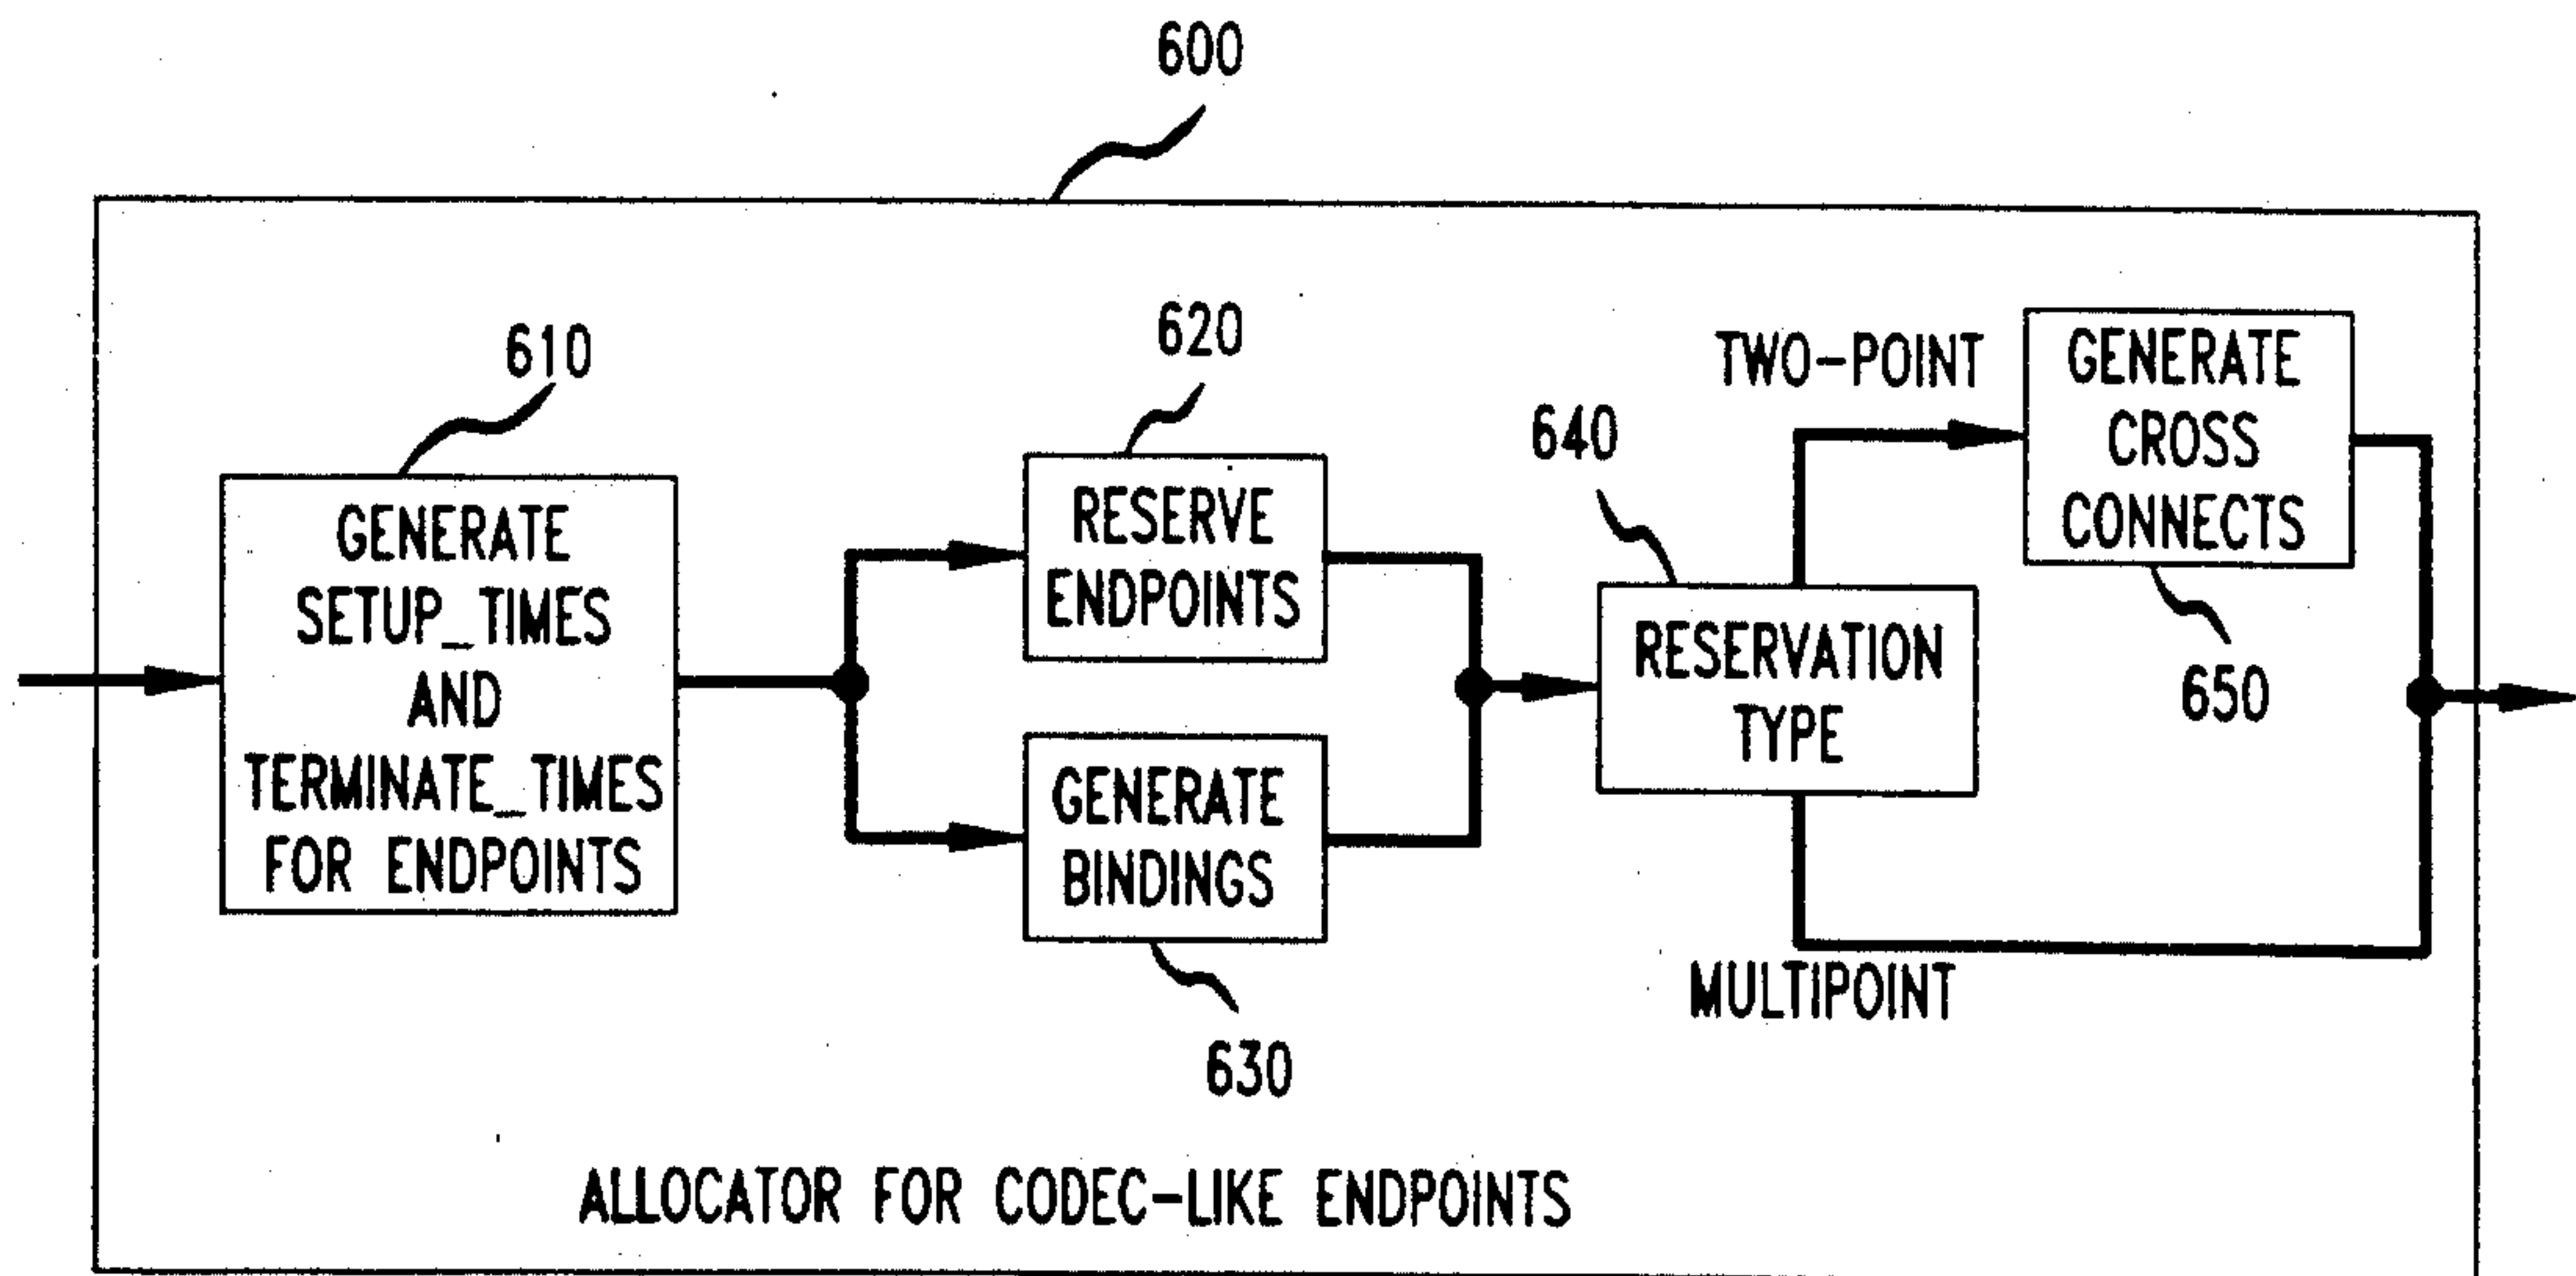 600
610
GENERATE
SETUP_TIMES
AND
TERMINATE_TIMES
FOR ENDPOINTS
620
RESERVE
ENDPOINTS
GENERATE
BINDINGS
630
640
RESERVATION
TYPE
TWO-POINT
GENERATE
CROSS
CONNECTS
650
MULTIPOINT
ALLOCATOR FOR CODEC-LIKE ENDPOINTS